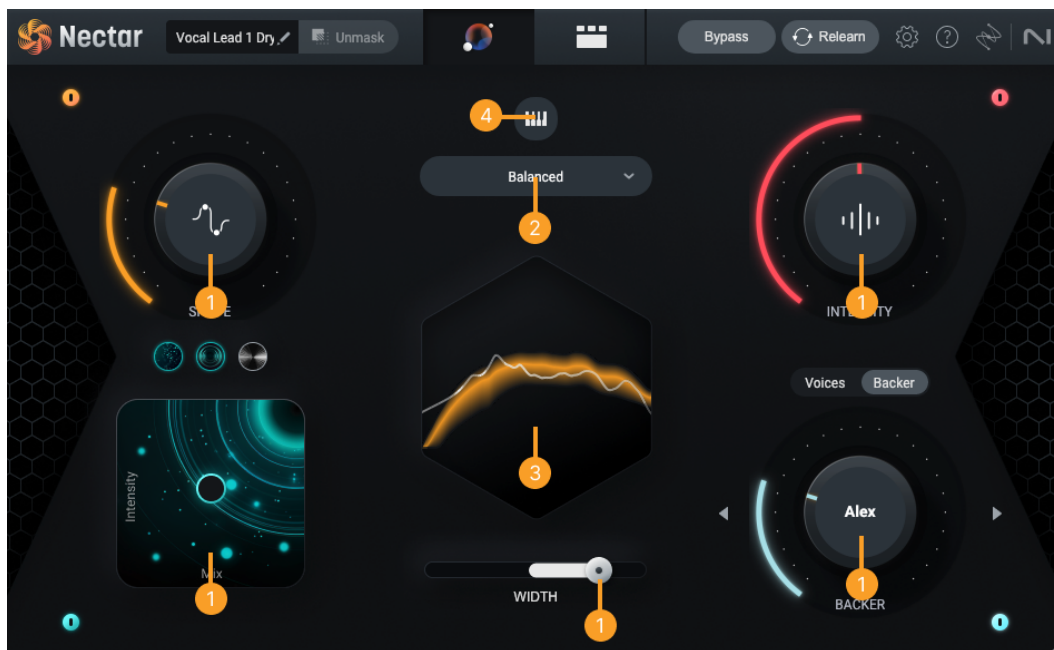 Nectar
Vocal Lead 1 Dry
Unmask
Bypass
Relearn
?
4
Balanced
2
1
1
INTENSITY
Voices
Backer
Intensity
3
Alex
1
Mix
1
WIDTH
BACKER
1